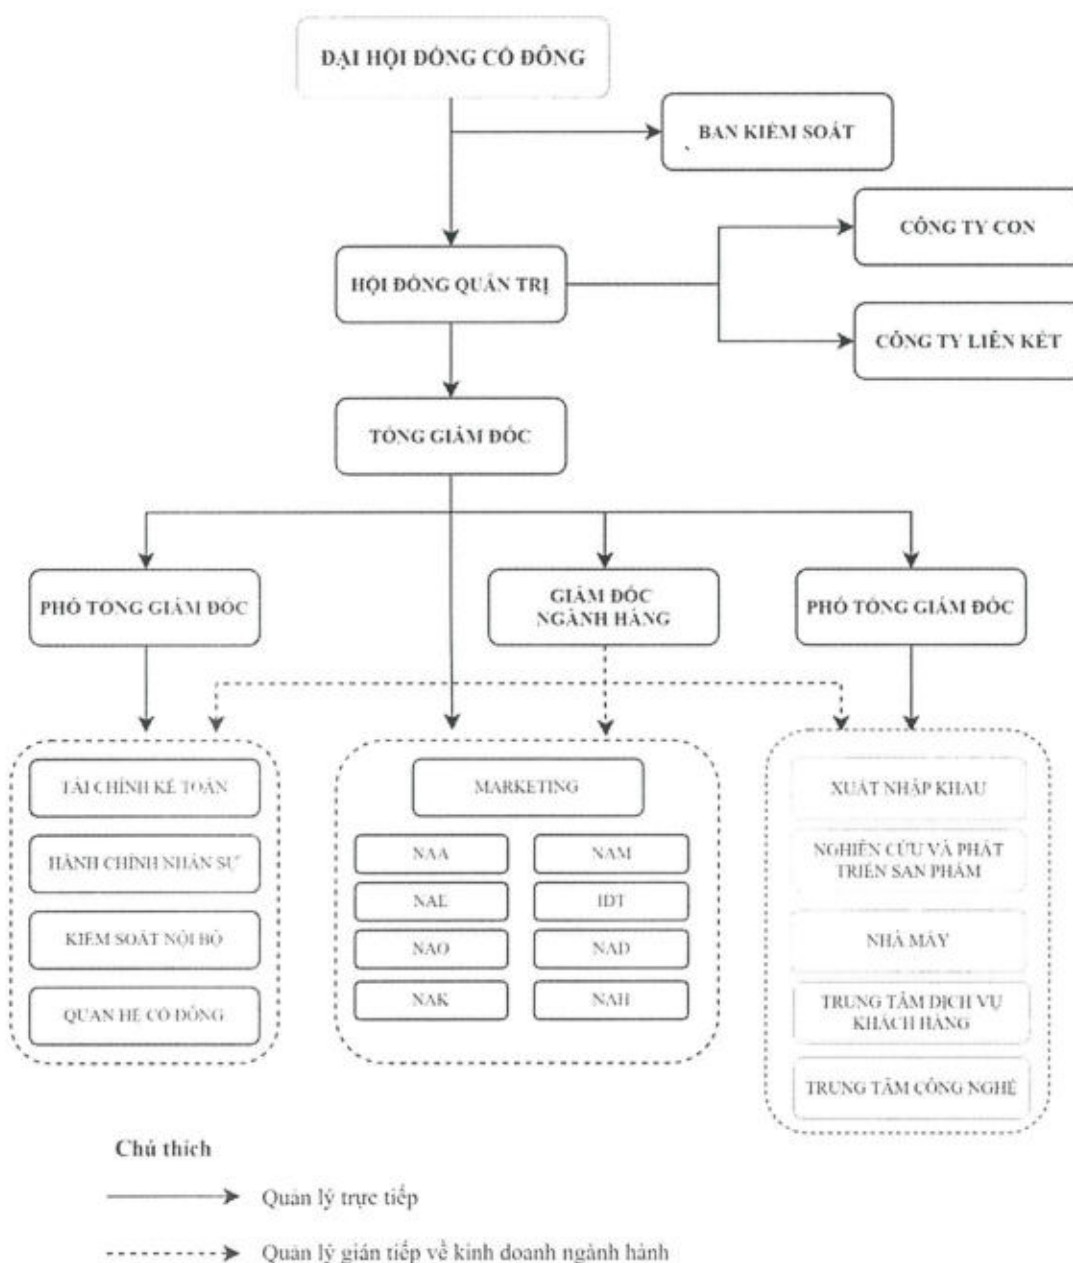 ĐẠI HỘI ĐỒNG CỔ ĐÔNG
BAN KIỂM SOÁT
CÔNG TY CON
HỘI ĐỒNG QUẢN TRỊ
CÔNG TY LIÊN KẾT
TỔNG GIÁM ĐỐC
PHÓ TỔNG GIÁM ĐỐC
GIÁM ĐỐC
NGÀNH HÀNG
PHÓ TỔNG GIÁM ĐỐC
TÀI CHÍNH KẾ TOÁN
HÀNH CHÍNH NHÂN SỰ
KIỂM SOÁT NỘI BỘ
QUAN HỆ CỔ ĐÔNG
MARKETING
NAA
NAM
NAE
IDT
NAO
NAD
NAK
NAH
XUẤT NHẬP KHẨU
NGHIÊN CỨU VÀ PHÁT
TRIỂN SẢN PHẨM
NHÀ MÁY
TRUNG TÂM DỊCH VỤ
KHÁCH HÀNG
TRUNG TÂM CÔNG NGHỆ
Chú thích
Quản lý trực tiếp
Quản lý gián tiếp về kinh doanh ngành hành